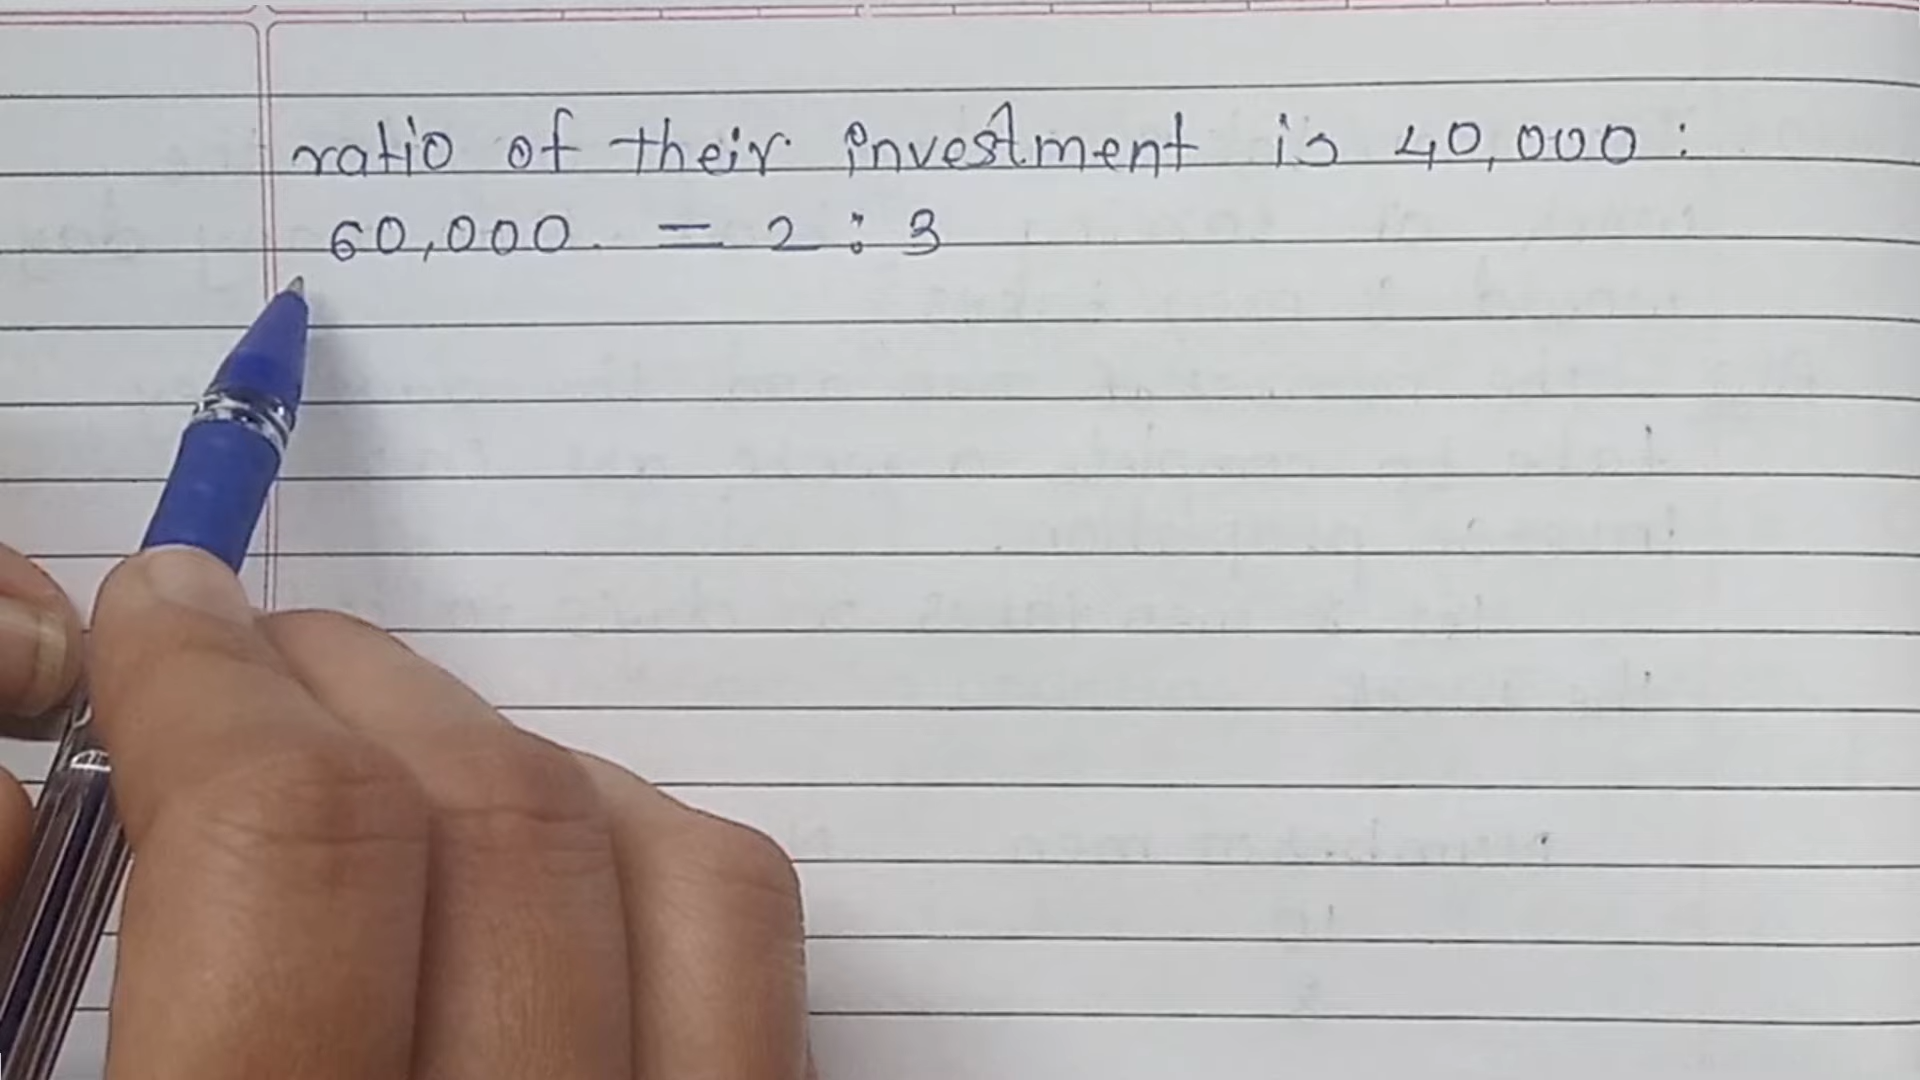 ratio of their investment is 40,000 :
60,000 = 2 : 3